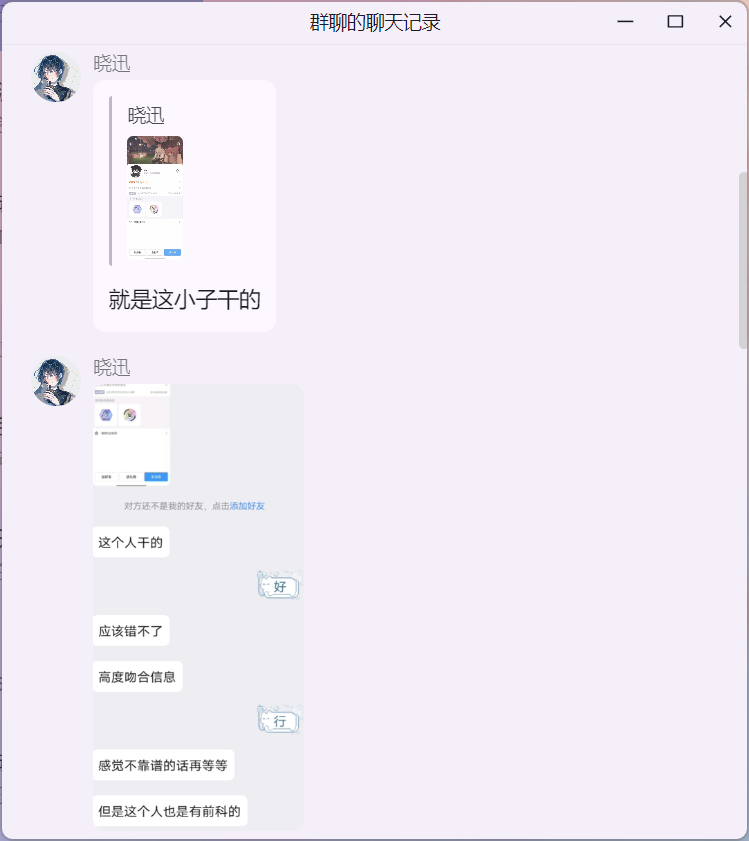 群聊的聊天记录
晓迅
晓迅
就是这小子干的
晓迅
对方还不是我的好友，点击添加好友
这个人干的
好
应该错不了
高度吻合信息
行
感觉不靠谱的话再等等
但是这个人也是有前科的